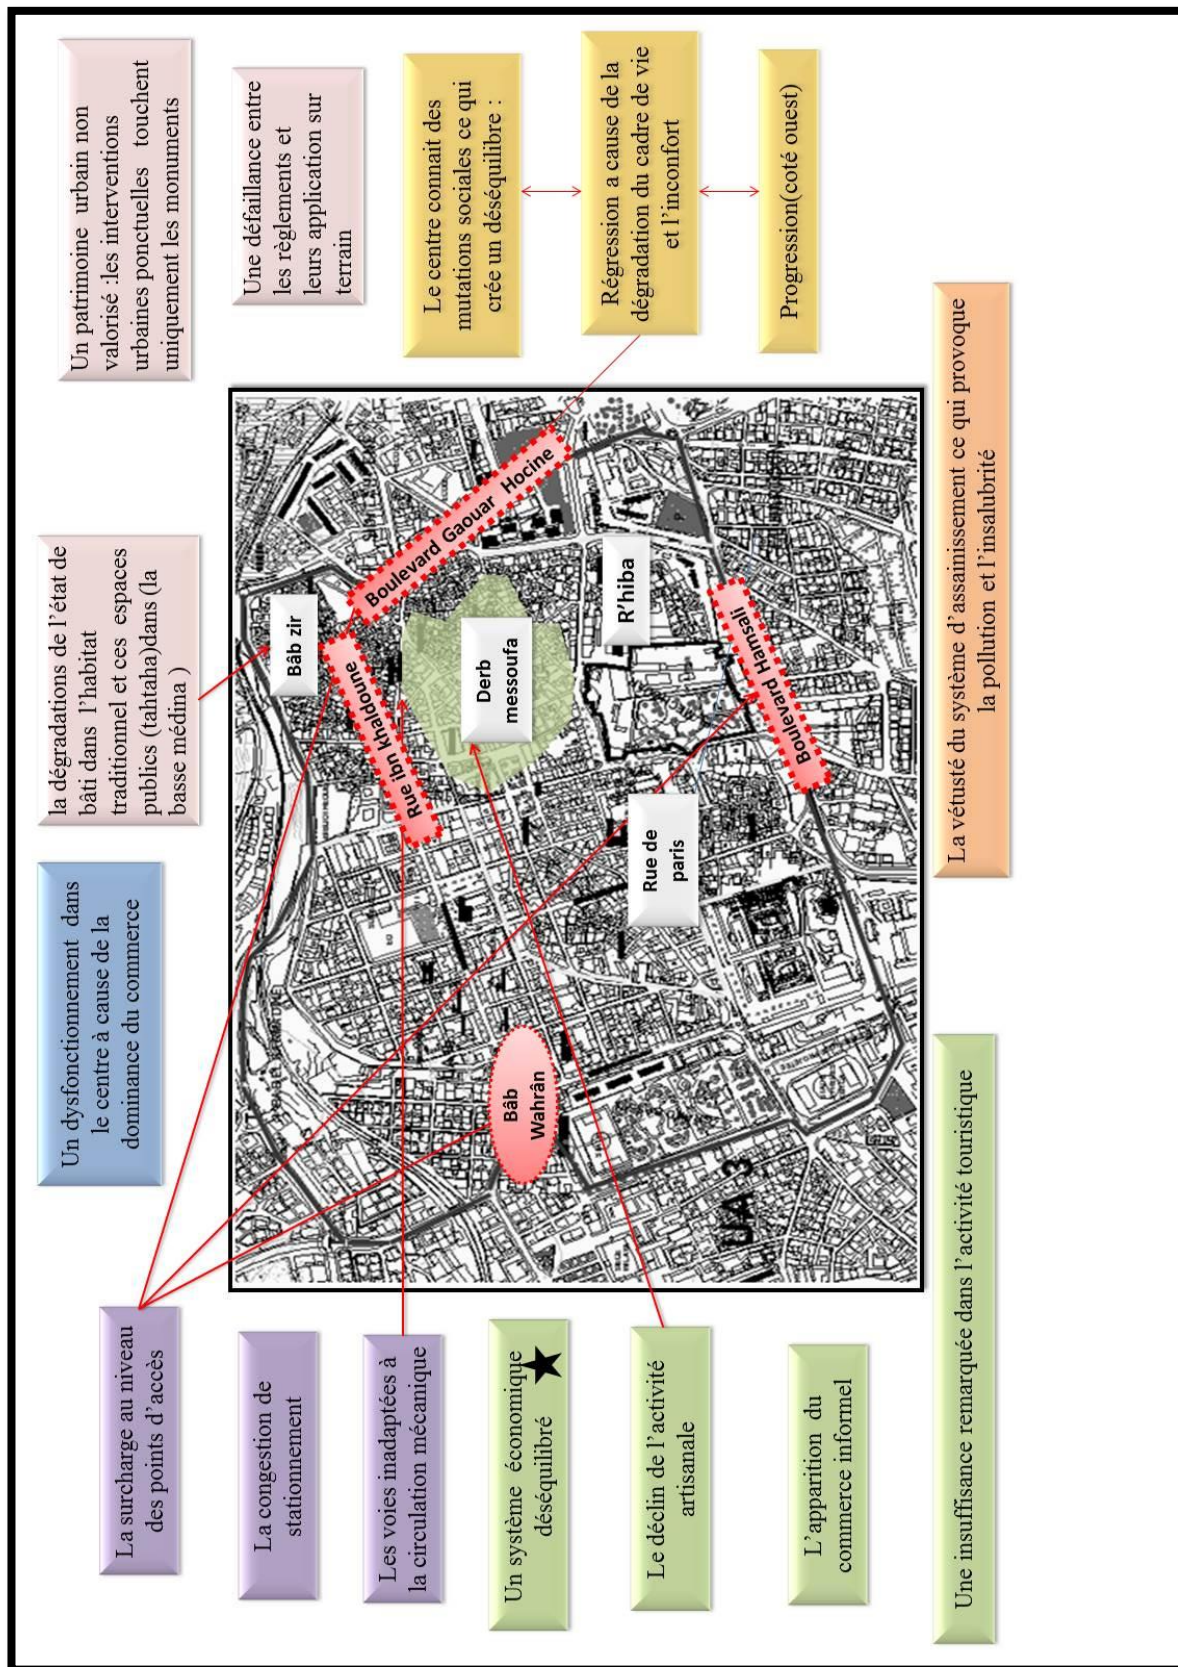 La surcharge au niveau
des points d'accès
Un dysfonctionnement dans
le centre à cause de la
dominance du commerce
la dégradations de l'état de
bâti dans l'habitat
traditionnel et ces espaces
publics (tahtaha)dans (la
basse médina )
Un patrimoine urbain non
valorisé :les interventions
urbaines ponctuelles touchent
uniquement les monuments
La congestion de
stationnement
Une défaillance entre
les règlements et
leurs application sur
terrain
Les voies inadaptées à
la circulation mécanique
Le centre connait des
mutations sociales ce qui
crée un déséquilibre :
Un système économique
déséquilibré
Régression a cause de la
dégradation du cadre de vie
et l'inconfort
Le déclin de l'activité
artisanale
Progression(coté ouest)
L'apparition du
commerce informel
Bâb zir
Rue ibn khaldoune
Boulevard Gaouar Hocine
Derb
messoufa
Bâb
Wahrân
R'hiba
Rue de
paris
Boulevard Hamsali
UA 3
Une insuffisance remarquée dans l'activité touristique
La vétusté du système d'assainissement ce qui provoque
la pollution et l'insalubrité